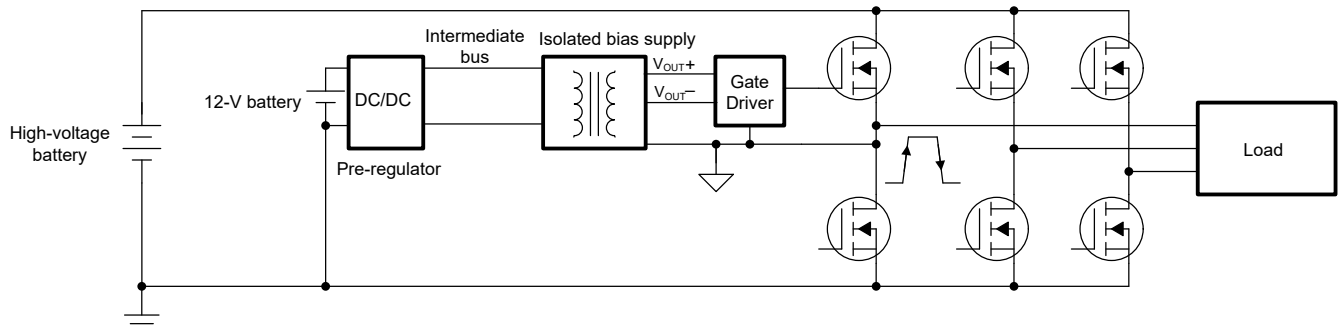 Intermediate
bus
Isolated bias supply
VOUT+
VOUT−
Gate
Driver
12-V battery
DC/DC
Pre-regulator
High-voltage
battery
Load